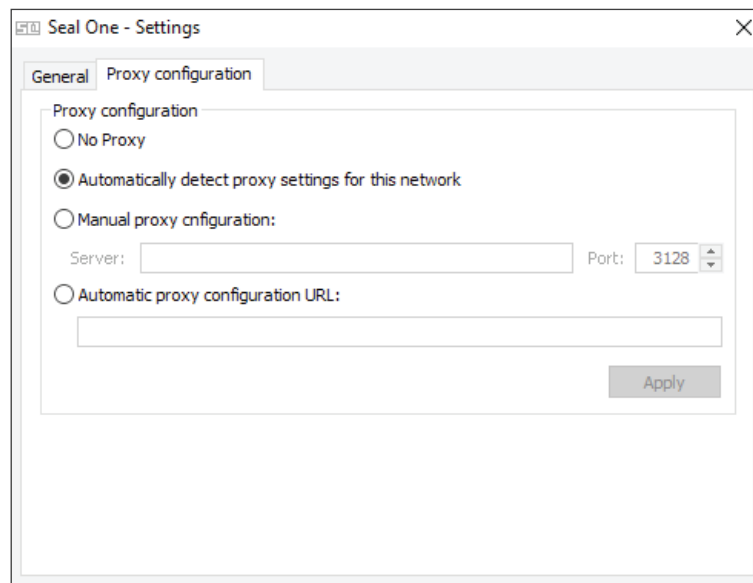 Seal One - Settings
General Proxy configuration
Proxy configuration
No Proxy
Automatically detect proxy settings for this network
Manual proxy cnfiguration:
Server: Port: 3128
Automatic proxy configuration URL:
Apply